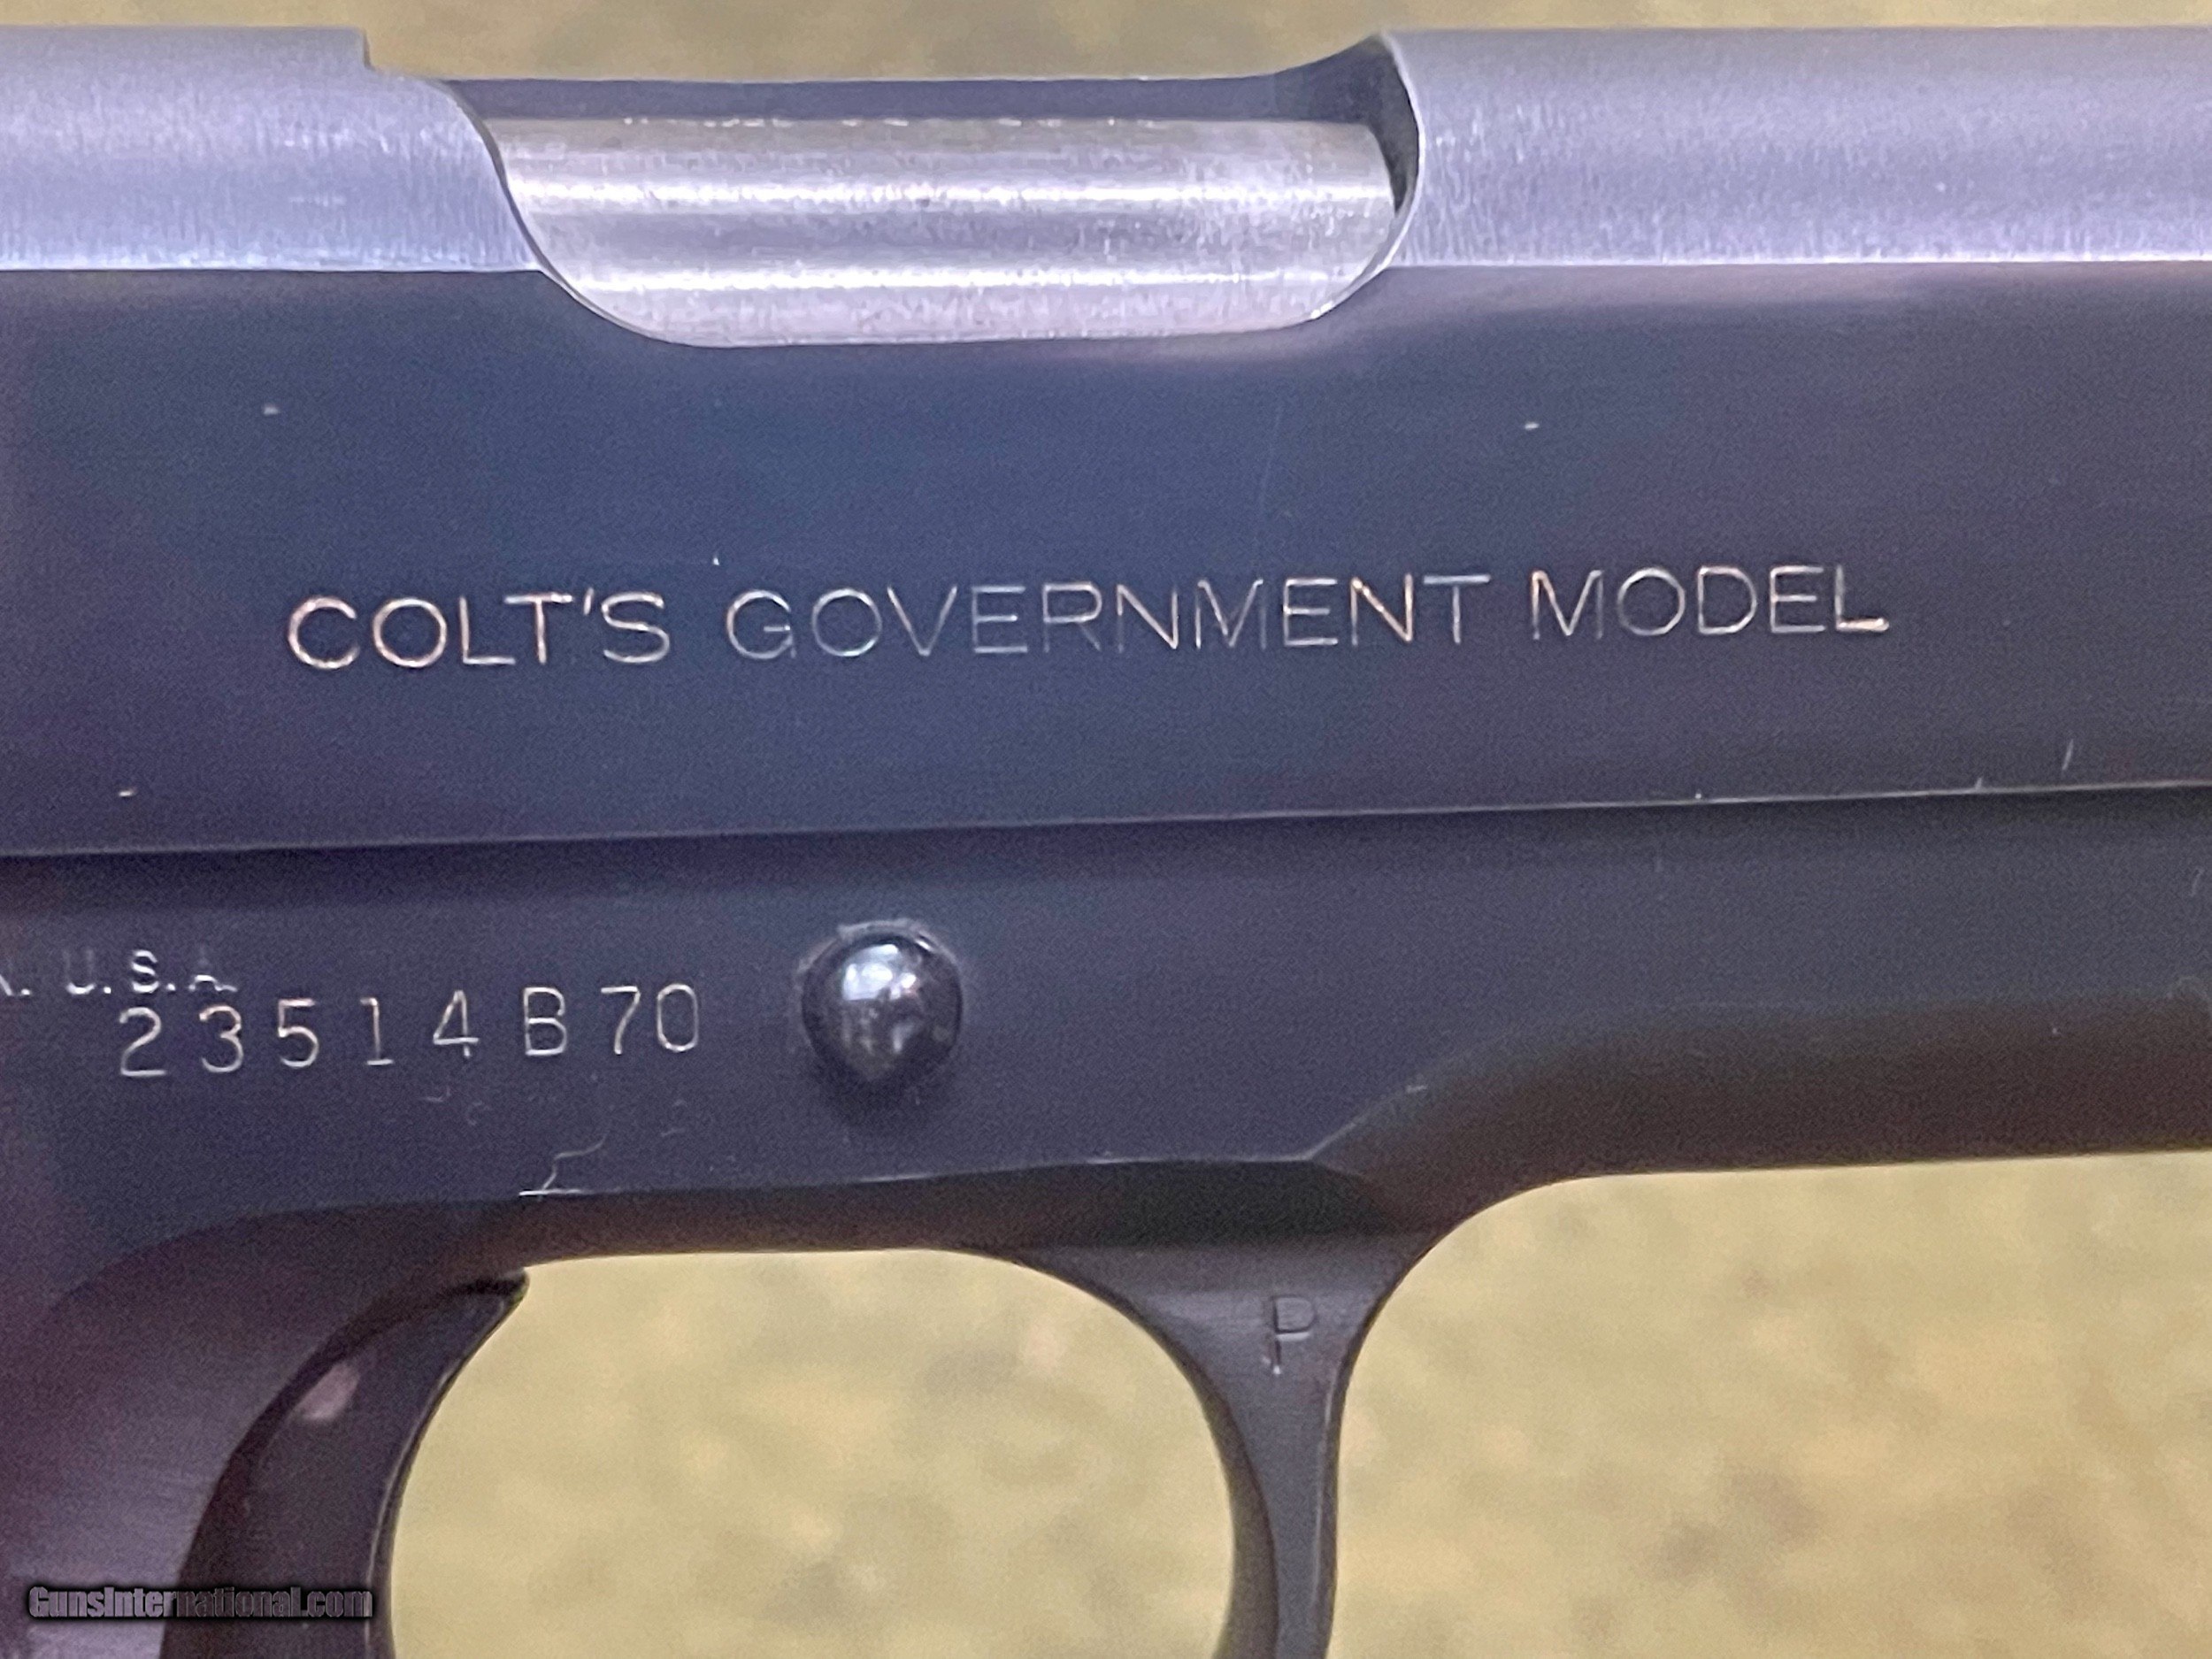 COLT'S GOVERNMENT MODEL
U.S.A.
23514B70
P
GunsInternational.com